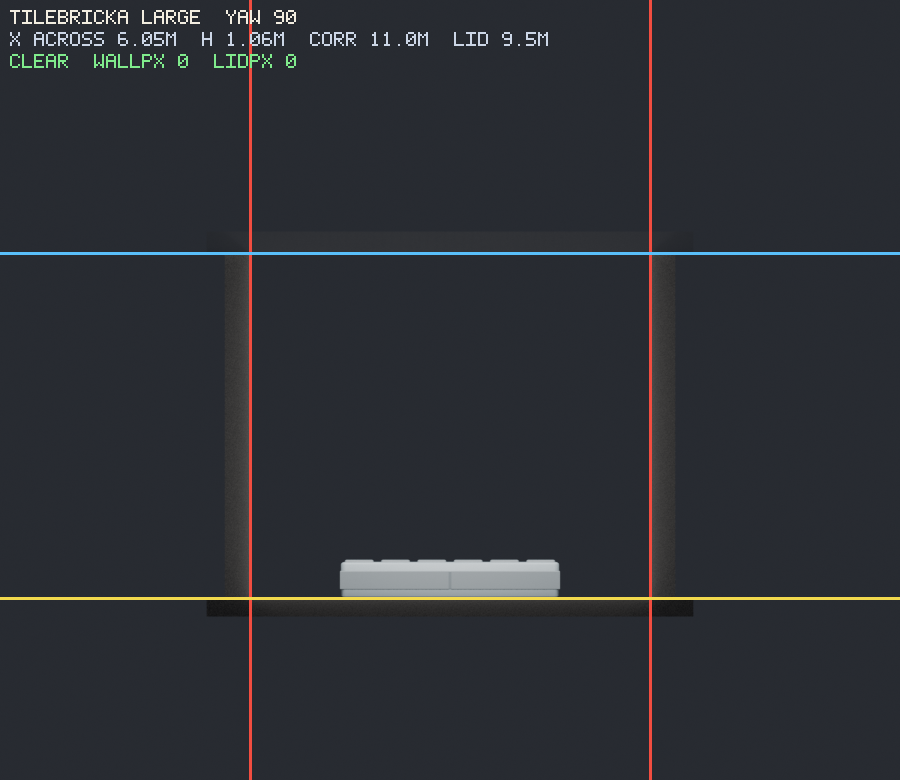 TILEBRICKA LARGE  YAW 90
X ACROSS 6.05M  H 1.06M  CORR 11.0M  LID 9.5M
CLEAR  WALLPX 0  LIDPX 0